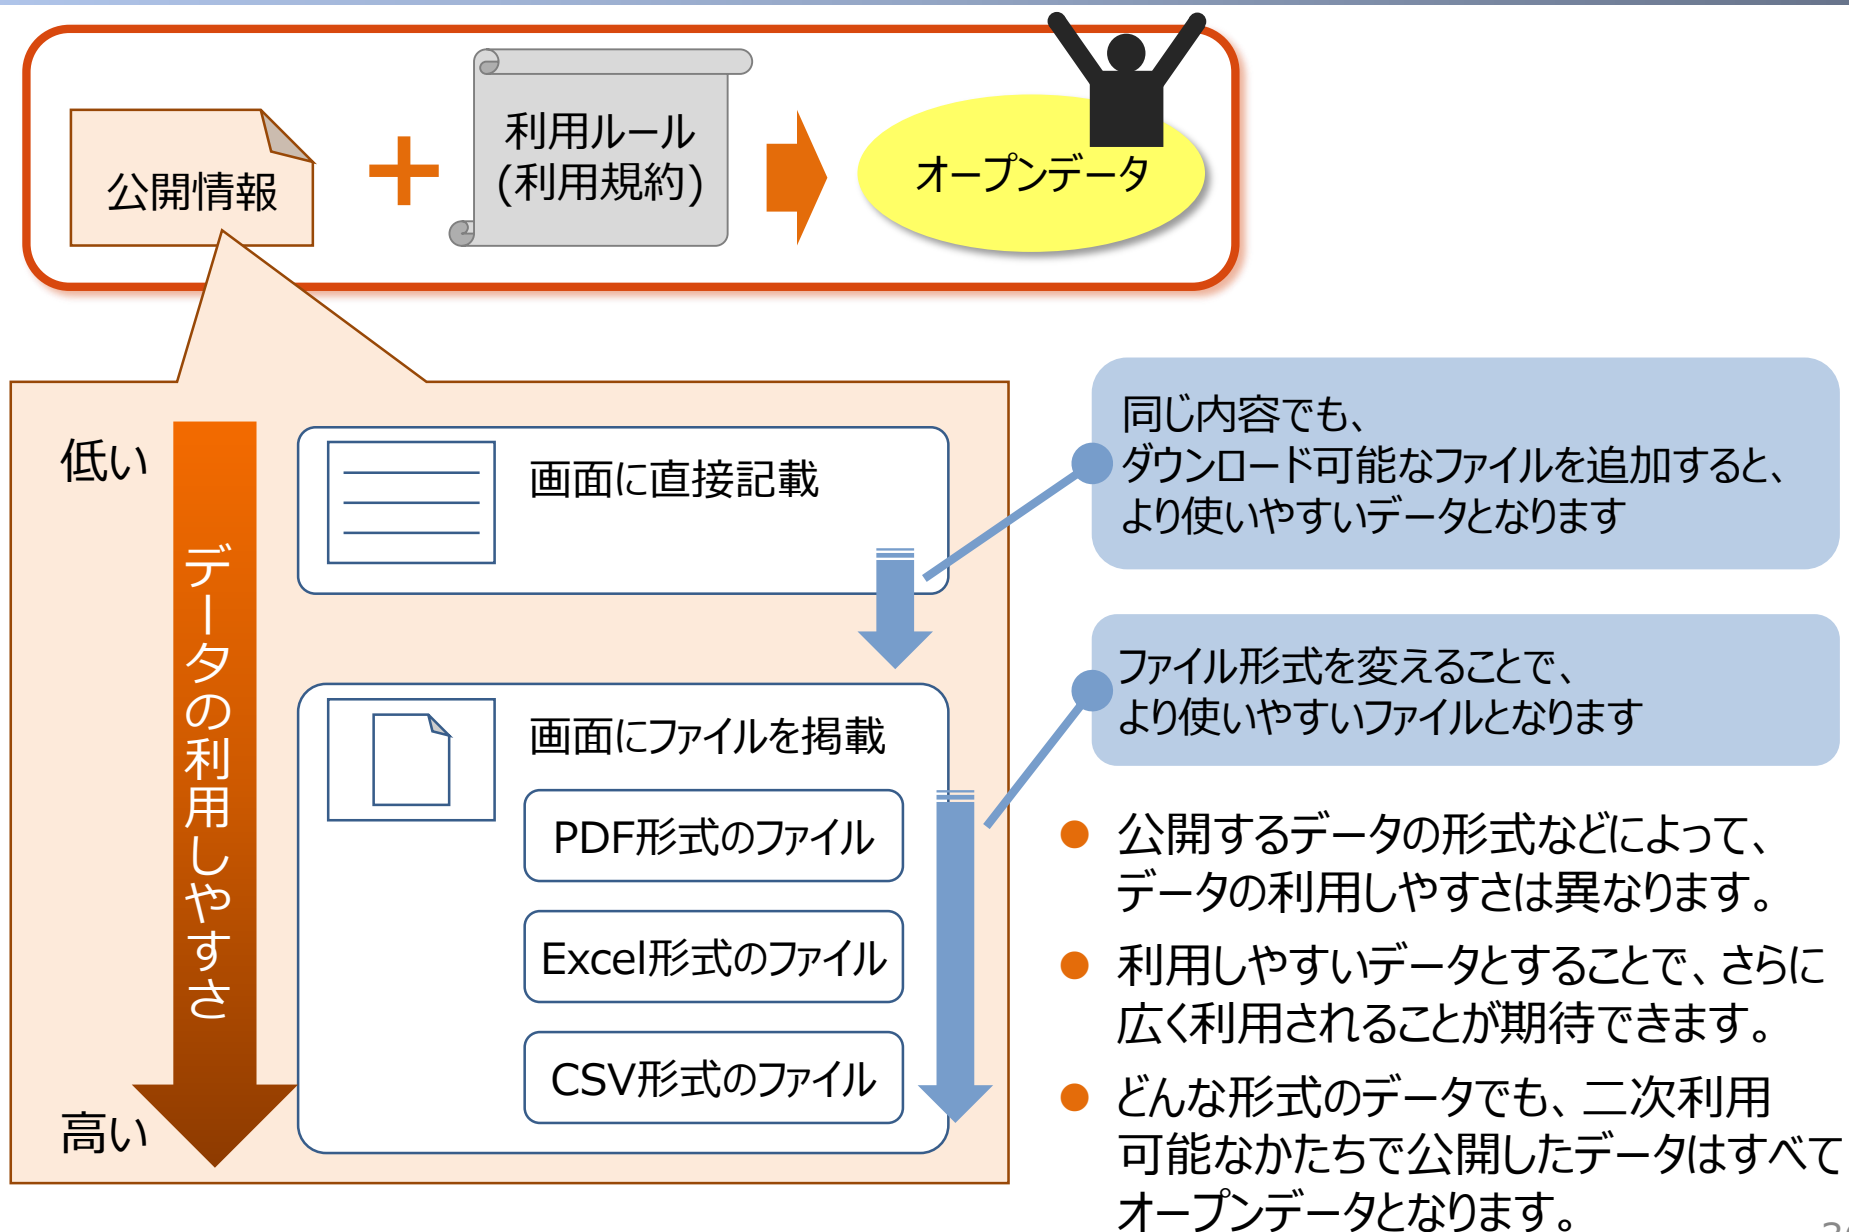 公開情報
利用ルール
(利用規約)
オープンデータ
低い
データの利用しやすさ
高い
画面に直接記載
画面にファイルを掲載
PDF形式のファイル
Excel形式のファイル
CSV形式のファイル
同じ内容でも、
ダウンロード可能なファイルを追加すると、
より使いやすいデータとなります
ファイル形式を変えることで、
より使いやすいファイルとなります
● 公開するデータの形式などによって、
データの利用しやすさは異なります。
● 利用しやすいデータとすることで、さらに
広く利用されることが期待できます。
● どんな形式のデータでも、二次利用
可能なかたちで公開したデータはすべて
オープンデータとなります。